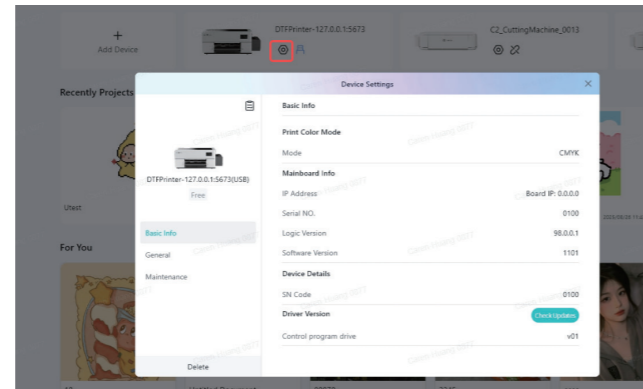 DTFPrinter-127.0.0.1:5673
C2_CuttingMachine_0013
Add Device
Device Settings
Recently Projects
Basic Info
Print Color Mode
Mode CMYK
DTFPrinter-127.0.0.1:5673(USB)
Mainboard Info
Free
IP Address Board IP: 0.0.0.0
Utest
Serial NO. 0100
Basic Info
Logic Version 98.0.0.1
For You
General
Software Version 1101
Maintenance
Device Details
SN Code 0100
Driver Version Check Updates
Control program drive v01
Delete